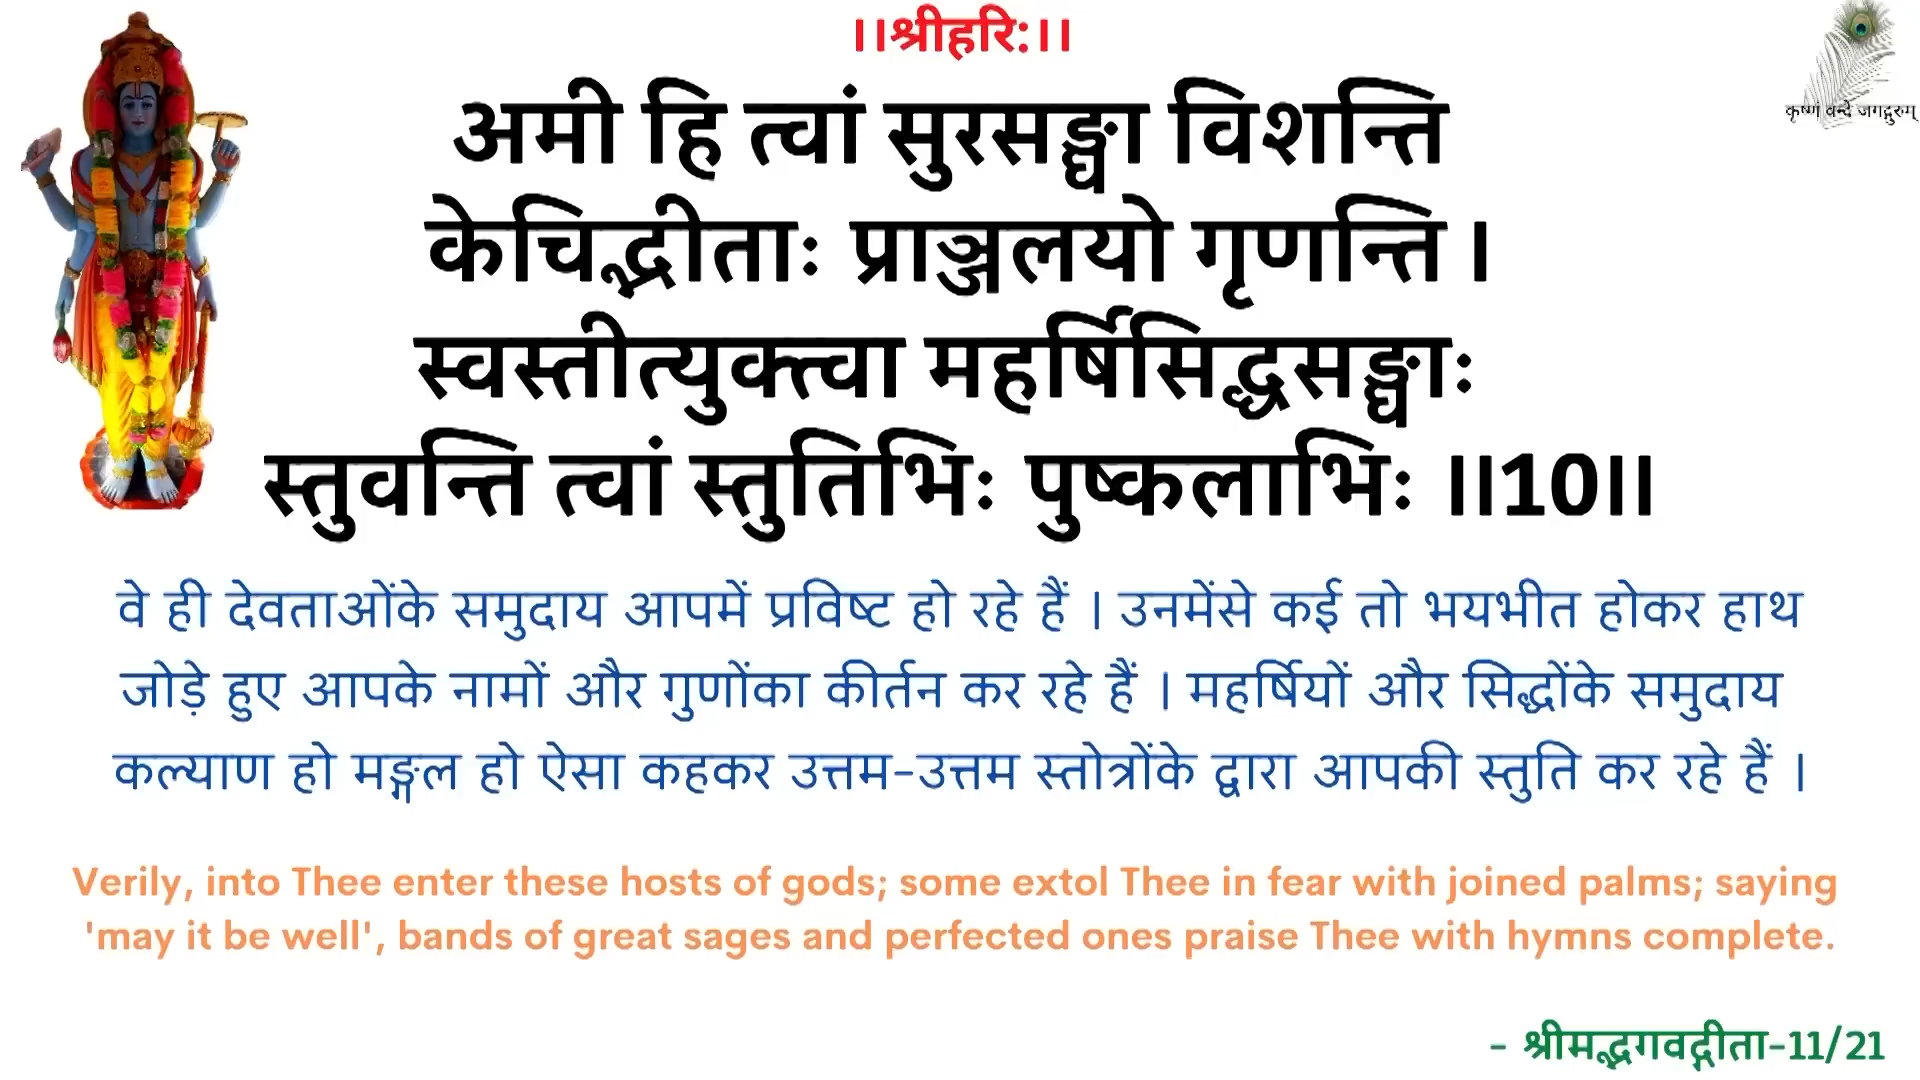 ।।श्रीहरि:।।
कृष्णं वन्दे जगद्गुरुम्
अमी हि त्वां सुरसङ्घा विशन्ति
केचिद्भीताः प्राञ्जलयो गृणन्ति ।
स्वस्तीत्युक्त्वा महर्षिसिद्धसङ्घाः
स्तुवन्ति त्वां स्तुतिभिः पुष्कलाभिः ।।10।।
वे ही देवताओंके समुदाय आपमें प्रविष्ट हो रहे हैं । उनमेंसे कई तो भयभीत होकर हाथ
जोड़े हुए आपके नामों और गुणोंका कीर्तन कर रहे हैं । महर्षियों और सिद्धोंके समुदाय
कल्याण हो मङ्गल हो ऐसा कहकर उत्तम-उत्तम स्तोत्रोंके द्वारा आपकी स्तुति कर रहे हैं ।
Verily, into Thee enter these hosts of gods; some extol Thee in fear with joined palms; saying
'may it be well', bands of great sages and perfected ones praise Thee with hymns complete.
- श्रीमद्भगवद्गीता-11/21